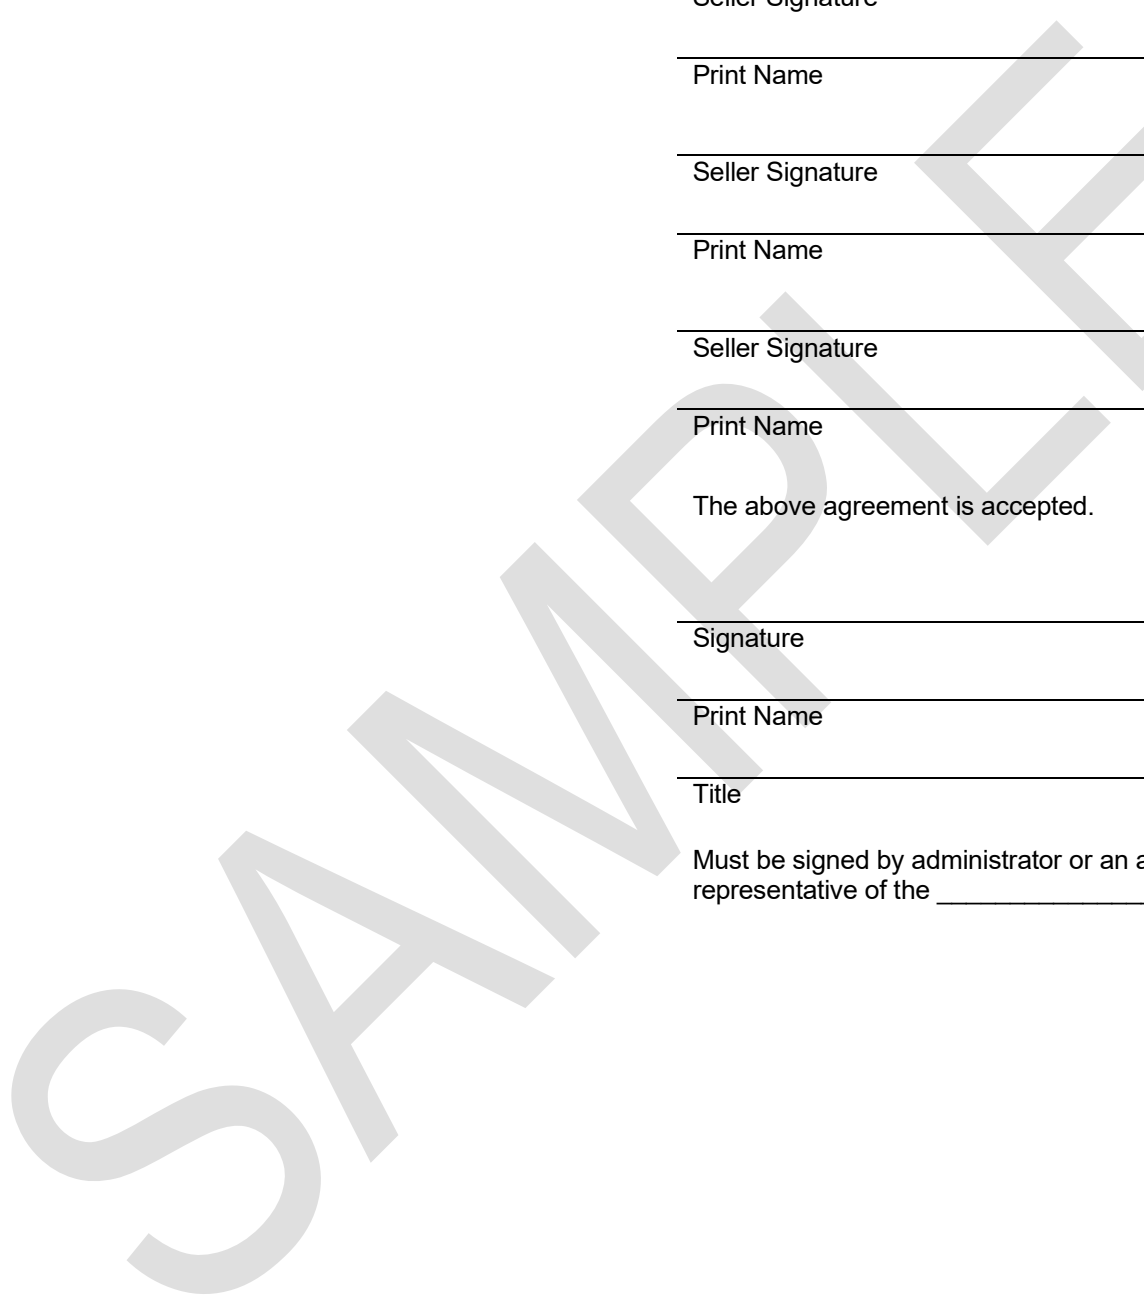 Seller Signature
Print Name
Seller Signature
Print Name
Seller Signature
Print Name
The above agreement is accepted.
Signature
Print Name
Title
Must be signed by administrator or an
representative of the _______________
SAMPLE